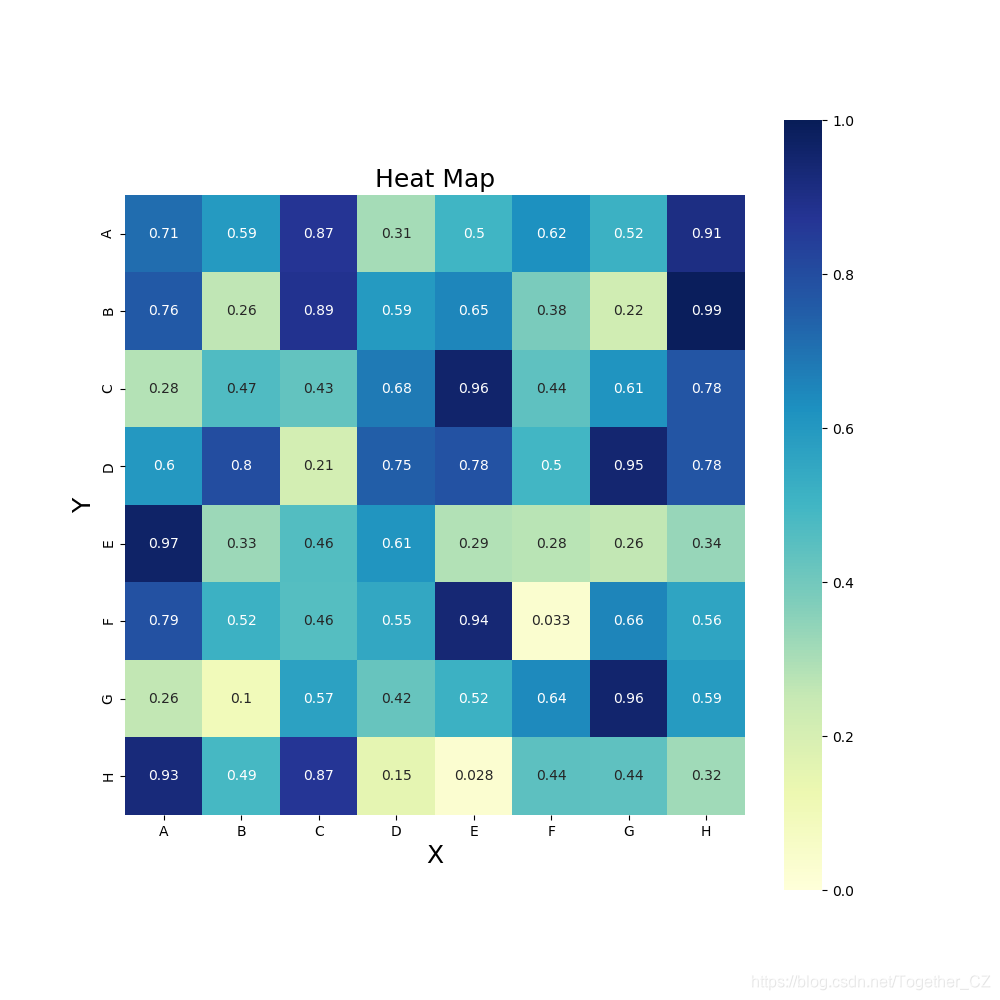 Heat Map
1.0
A 0.71 0.59 0.87 0.31 0.5 0.62 0.52 0.91
B 0.76 0.26 0.89 0.59 0.65 0.38 0.22 0.99
0.8
C 0.28 0.47 0.43 0.68 0.96 0.44 0.61 0.78
0.6
D 0.6 0.8 0.21 0.75 0.78 0.5 0.95 0.78
Y
E 0.97 0.33 0.46 0.61 0.29 0.28 0.26 0.34
0.4
F 0.79 0.52 0.46 0.55 0.94 0.033 0.66 0.56
G 0.26 0.1 0.57 0.42 0.52 0.64 0.96 0.59
0.2
H 0.93 0.49 0.87 0.15 0.028 0.44 0.44 0.32
A B C D E F G H
X
0.0
https://blog.csdn.net/Together_CZ